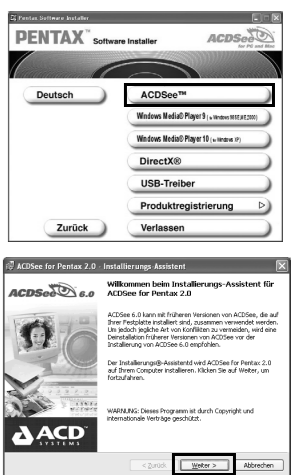 Pentax Software Installer
PENTAX™ Software Installer
ACDSee™
for PC and Mac
Deutsch
ACDSee™
Windows Media® Player 9 (
Windows Media® Player 10 (
DirectX®
USB-Treiber
Produktregistrierung
Zurück
Verlassen
ACDSee for Pentax 2.0 - Installierungs-Assistent
ACDSee 6.0
Willkommen beim Installierungs-Assistent für
ACDSee for Pentax 2.0
ACDSee 6.0 kann mit früheren Versionen von ACDSee, die auf
Ihrer Festplatte installiert sind, zusammen verwendet werden.
Um jedoch jegliche Art von Konflikten zu vermeiden, wird eine
Deinstallation früherer Versionen von ACDSee vor der
Installierung von ACDSee 6.0 empfohlen.
Der Installierungs®-Assistentd wird ACDSee for Pentax 2.0
auf Ihrem Computer installieren. Klicken Sie auf Weiter, um
fortzufahren.
WARNUNG: Dieses Programm ist durch Copyright und
internationale Verträge geschützt.
ACD
SYSTEMS
< Zurück
Weiter >
Abbrechen